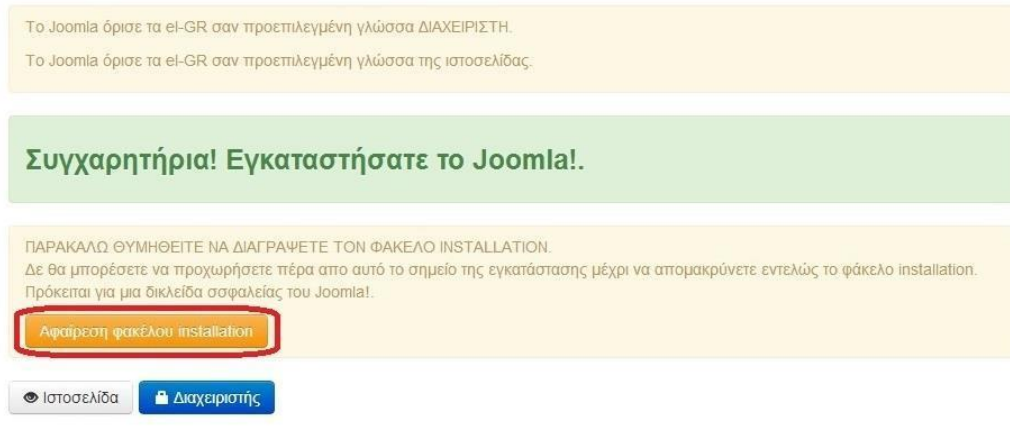 Το Joomla όρισε τα el-GR σαν προεπιλεγμένη γλώσσα ΔΙΑΧΕΙΡΙΣΤΗ.
Το Joomla όρισε τα el-GR σαν προεπιλεγμένη γλώσσα της ιστοσελίδας.
Συγχαρητήρια! Εγκαταστήσατε το Joomla!.
ΠΑΡΑΚΑΛΩ ΘΥΜΗΘΕΙΤΕ ΝΑ ΔΙΑΓΡΑΨΕΤΕ ΤΟΝ ΦΑΚΕΛΟ INSTALLATION.
Δε θα μπορέσετε να προχωρήσετε πέρα απο αυτό το σημείο της εγκατάστασης μέχρι να απομακρύνετε εντελώς το φάκελο installation.
Πρόκειται για μια δικλείδα σσφαλείας του Joomla!.
Αφαίρεση φακέλου installation
Ιστοσελίδα Διαχειριστής